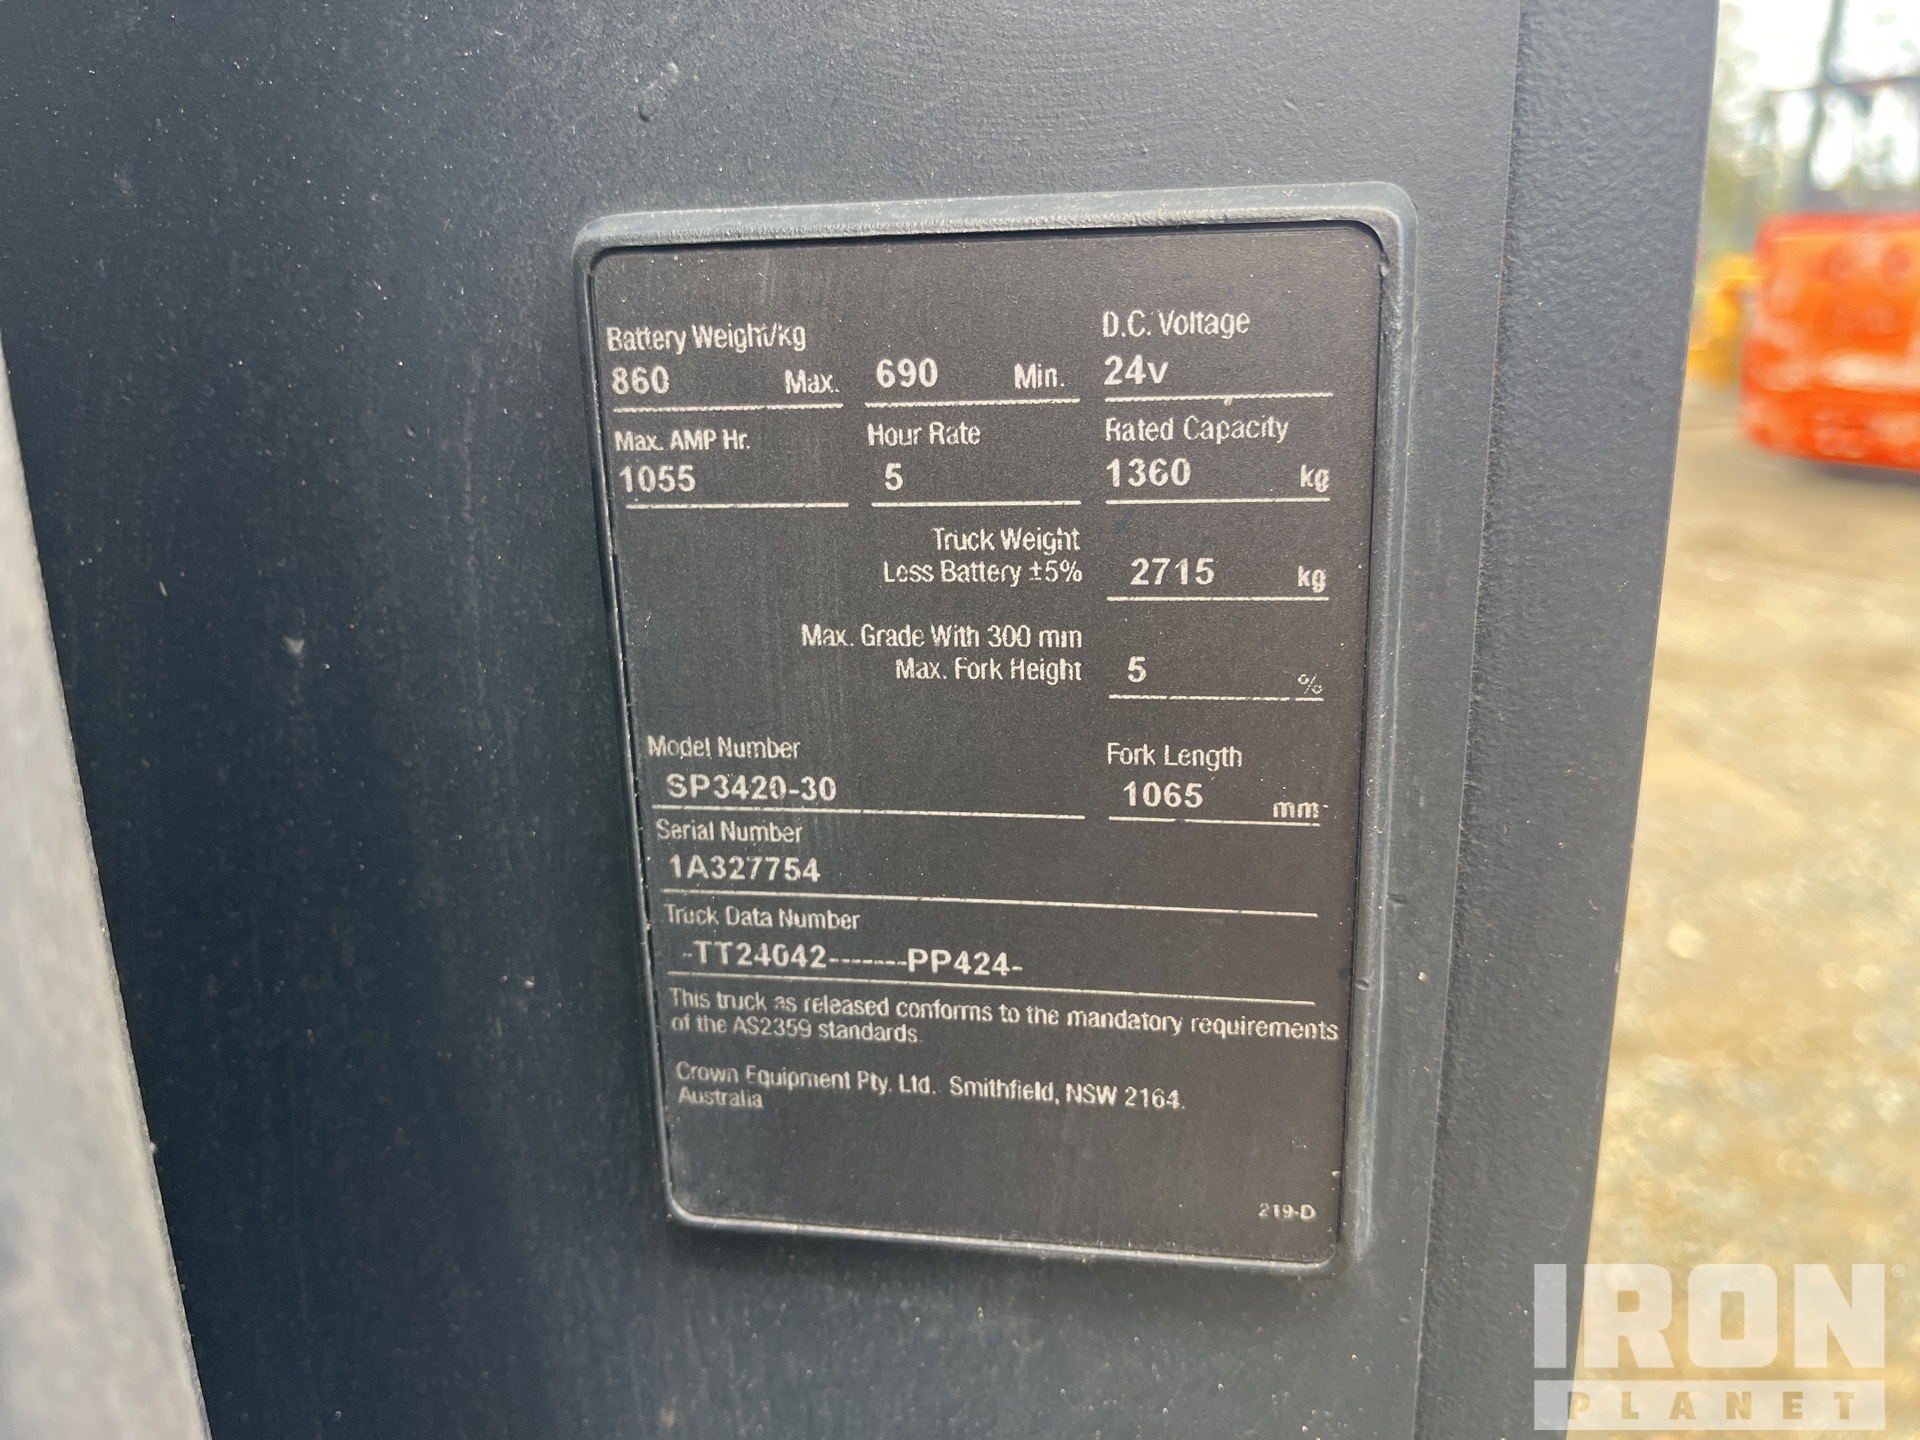 Battery Weight/kg D.C. Voltage
860 Max. 690 Min. 24v
Max. AMP Hr. Hour Rate Rated Capacity
1055 5 1360 kg
Truck Weight
Less Battery ±5% 2715 kg
Max. Grade With 300 mm
Max. Fork Height 5 %
Model Number Fork Length
SP3420-30 1065 mm
Serial Number
1A327754
Truck Data Number
-TT24042-------PP424-
This truck as released conforms to the mandatory requirements
of the AS2359 standards.
Crown Equipment Pty. Ltd. Smithfield, NSW 2164.
Australia
219-D
IRON®
PLANET